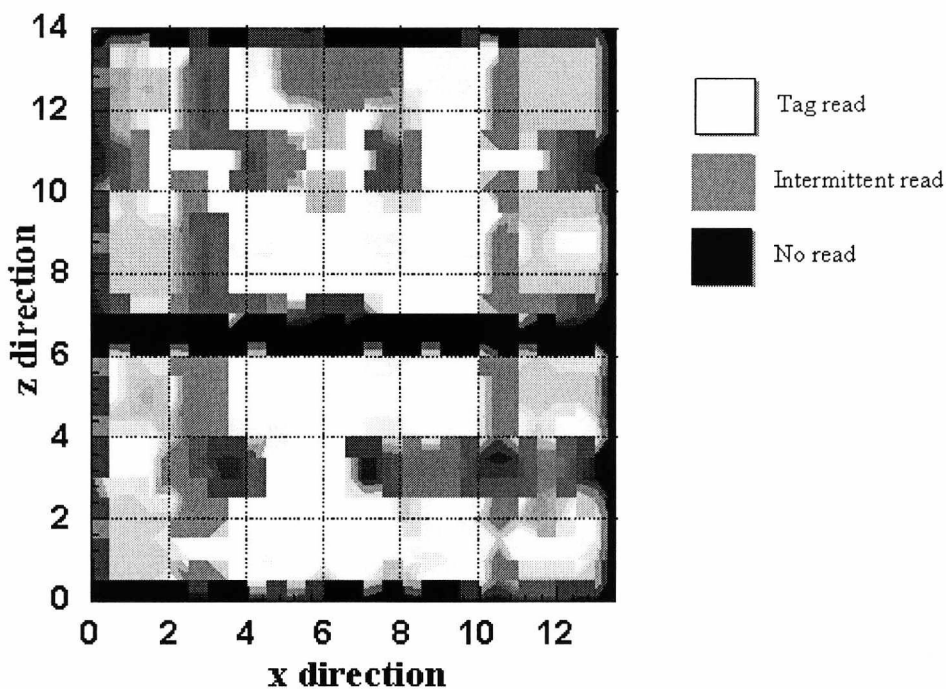 14
12
10
8
6
4
2
0
z direction
0 2 4 6 8 10 12
x direction
Tag read
Intermittent read
No read